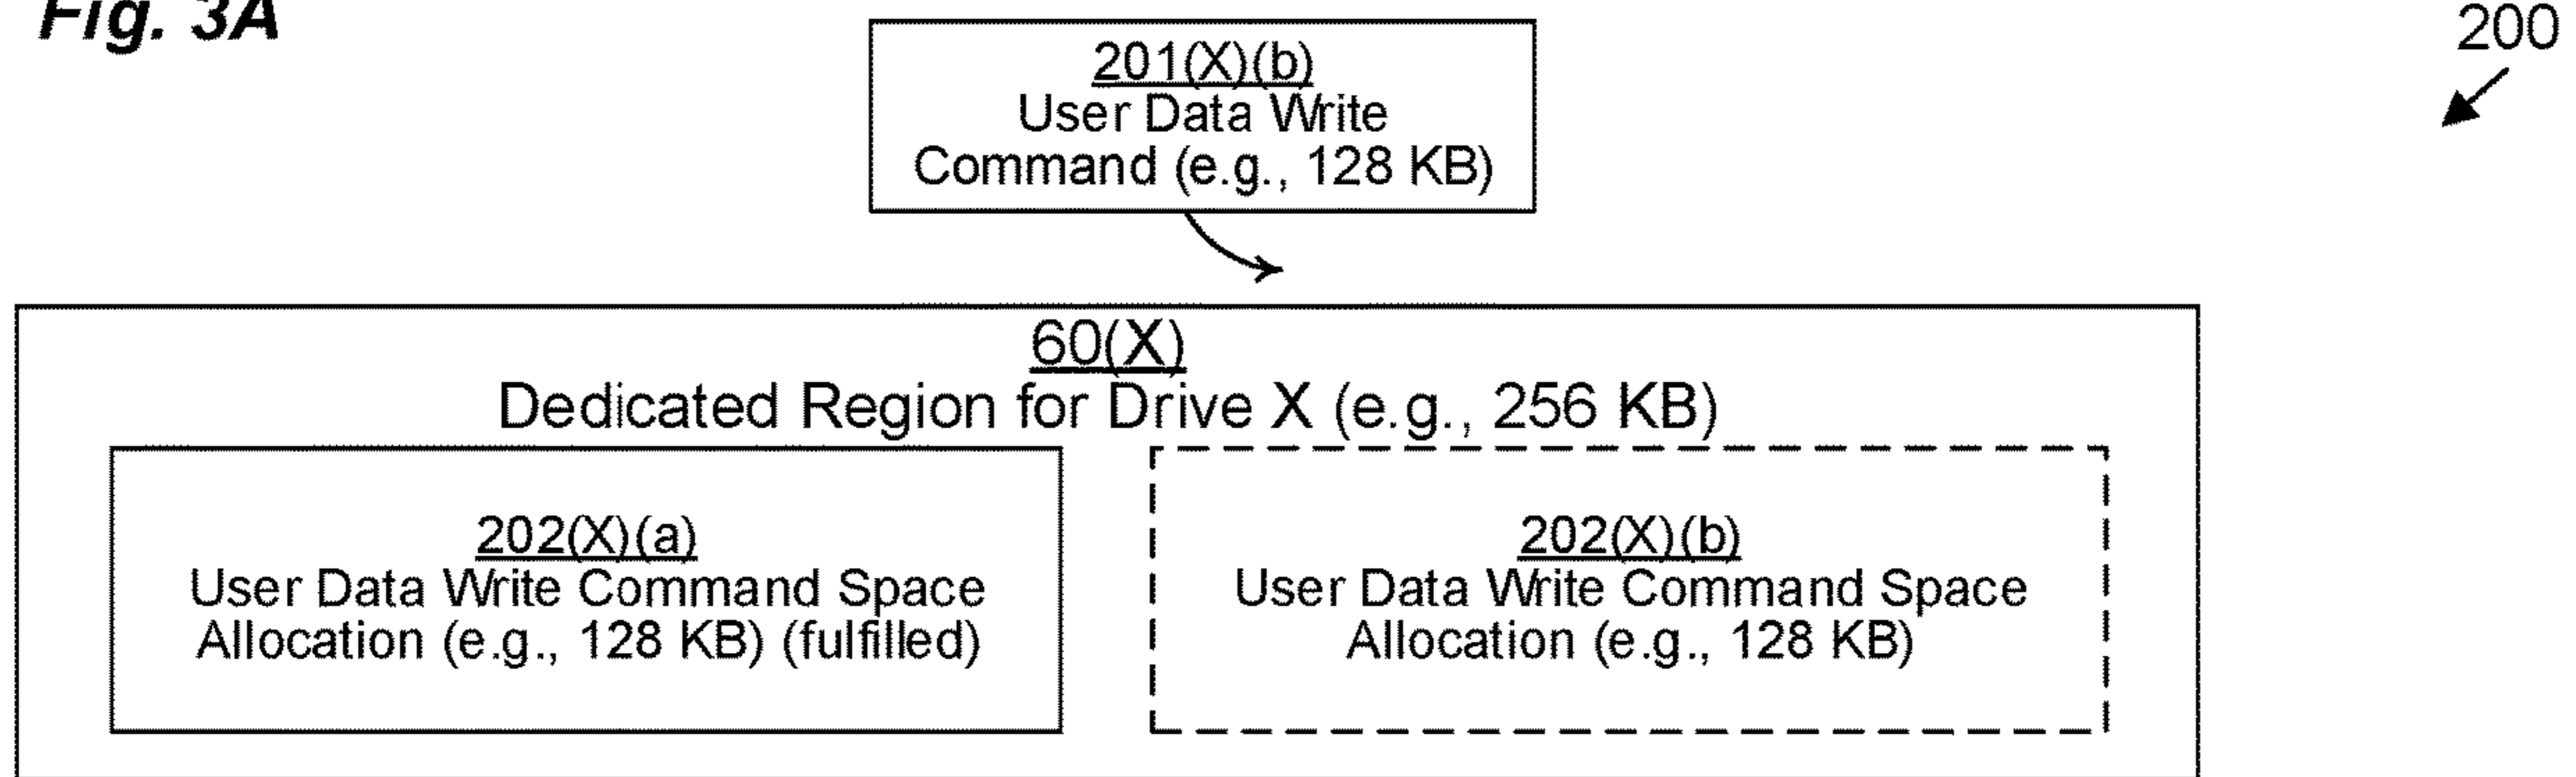 Fig. 3A
200
201(X)(b)
User Data Write
Command (e.g., 128 KB)
60(X)
Dedicated Region for Drive X (e.g., 256 KB)
202(X)(a)
User Data Write Command Space
Allocation (e.g., 128 KB) (fulfilled)
202(X)(b)
User Data Write Command Space
Allocation (e.g., 128 KB)